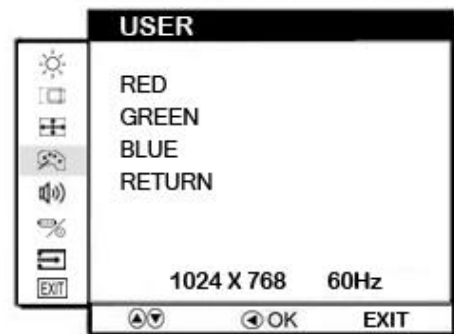 USER
RED
GREEN
BLUE
RETURN
1024 X 768 60Hz
EXIT
OK EXIT